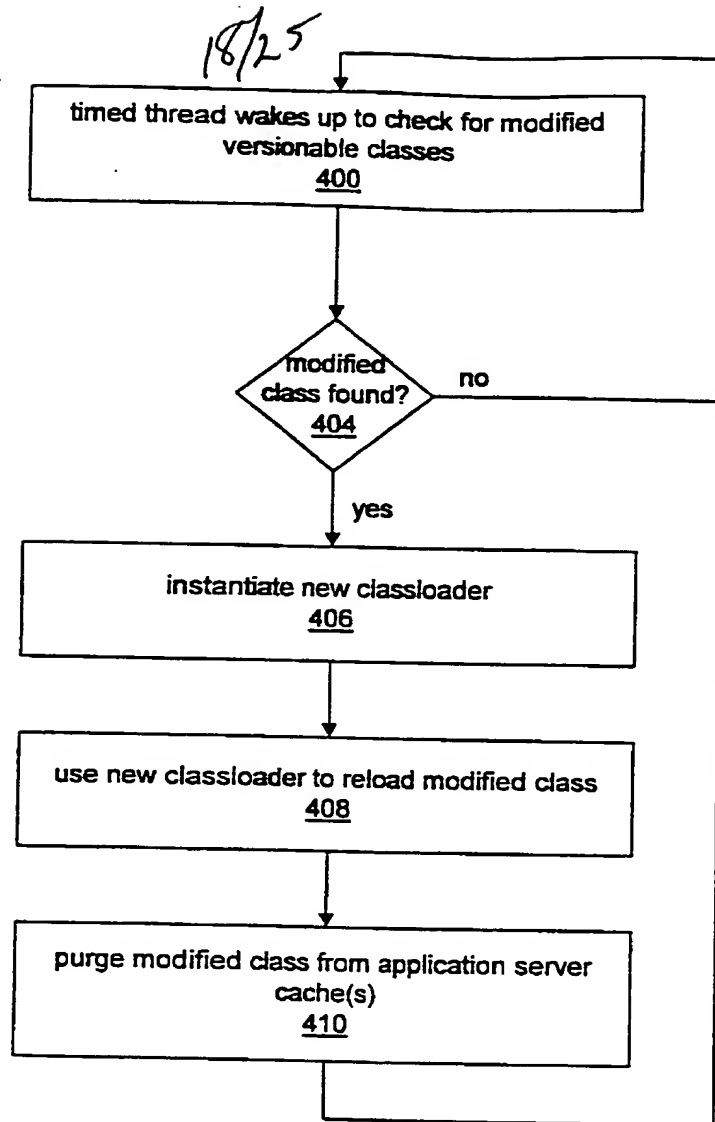 18/25
timed thread wakes up to check for modified
versionable classes
400
modified
class found?
404
no
yes
instantiate new classloader
406
use new classloader to reload modified class
408
purge modified class from application server
cache(s)
410